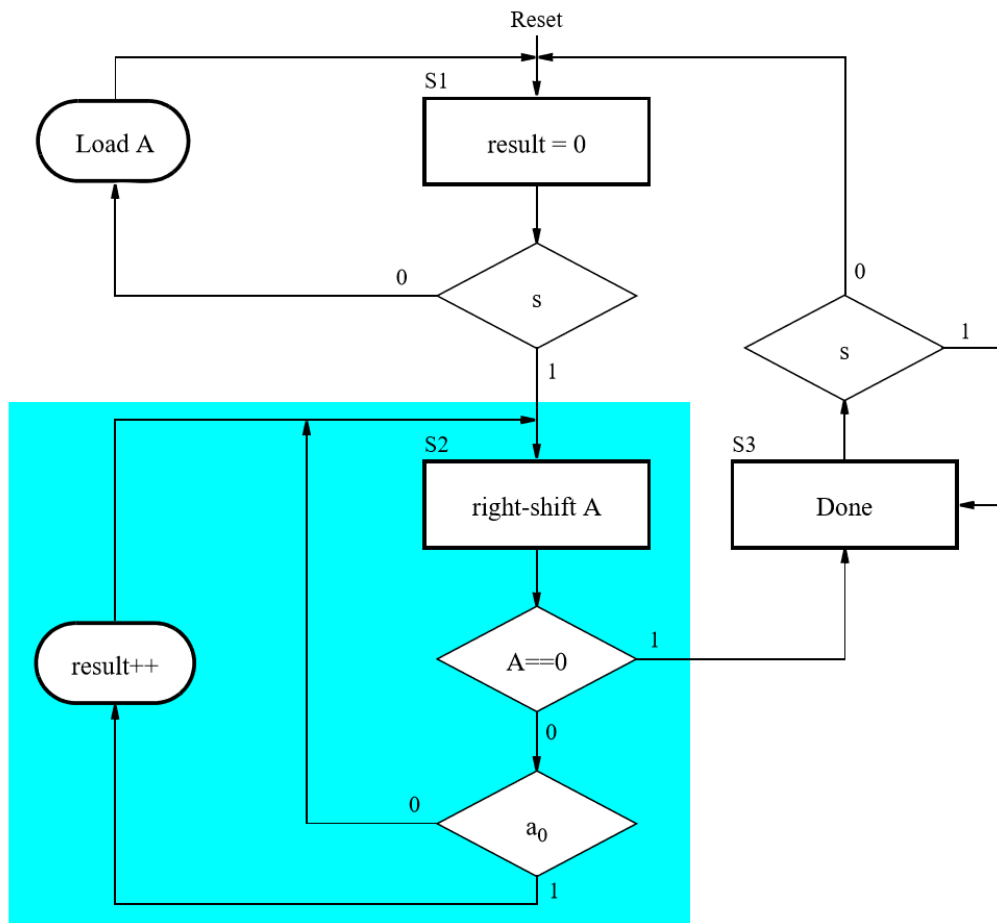 Reset
S1
Load A
result = 0
0
s
0
1
s
1
S2
S3
right-shift A
Done
A==0
1
result++
0
0
a0
1